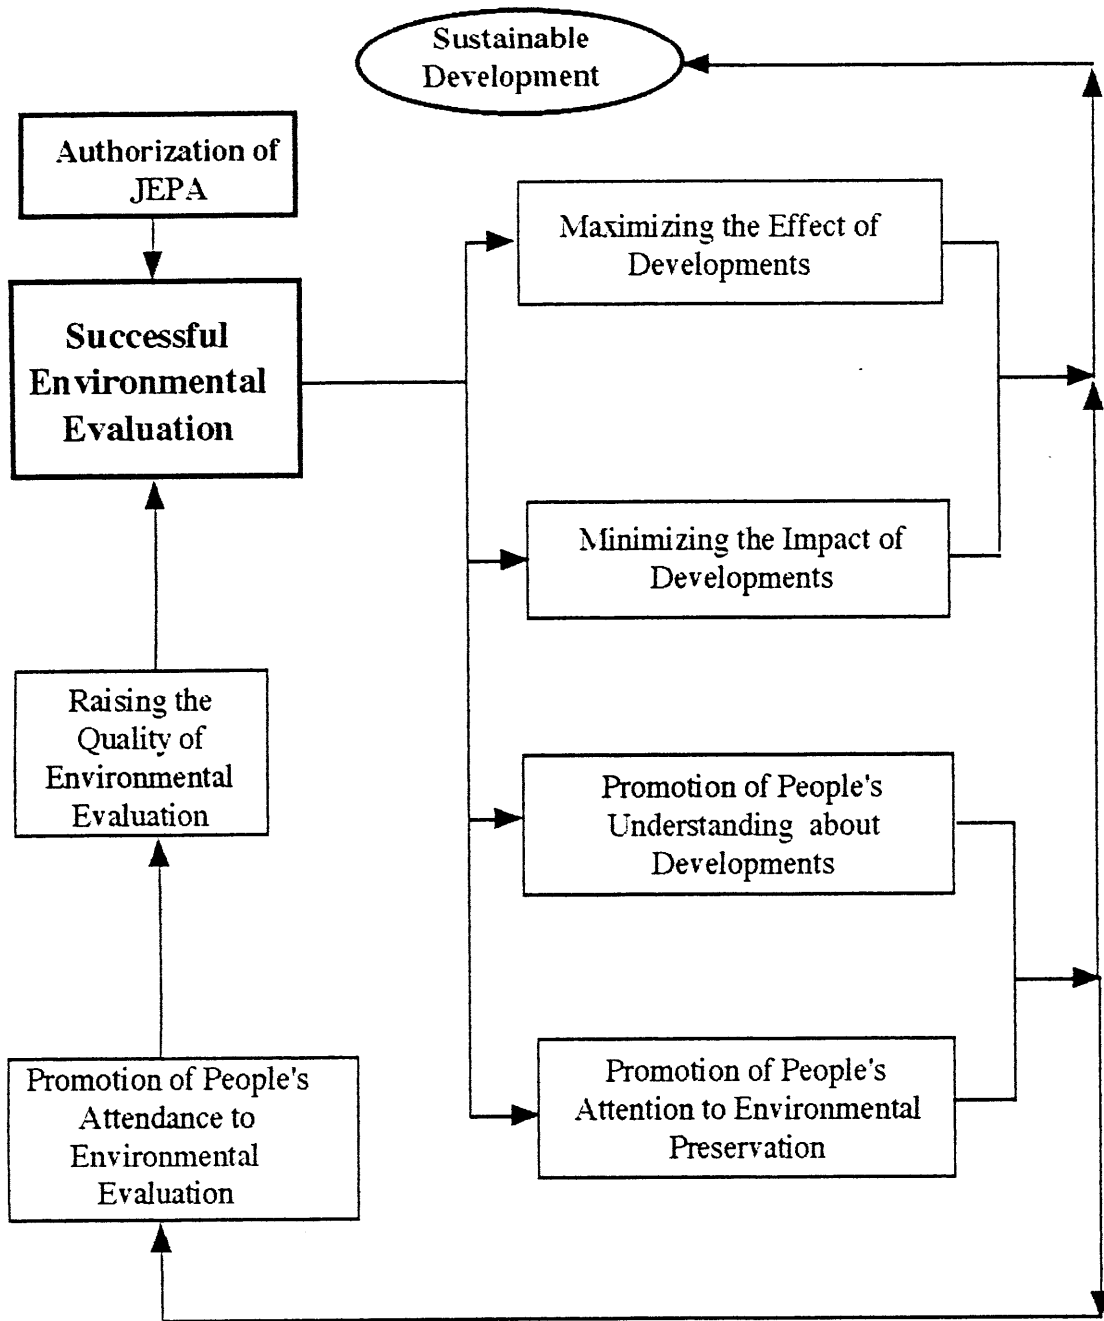 Sustainable
Development
Authorization of
JEPA
Maximizing the Effect of
Developments
Successful
Environmental
Evaluation
Minimizing the Impact of
Developments
Raising the
Quality of
Environmental
Evaluation
Promotion of People's
Understanding about
Developments
Promotion of People's
Attendance to
Environmental
Evaluation
Promotion of People's
Attention to Environmental
Preservation